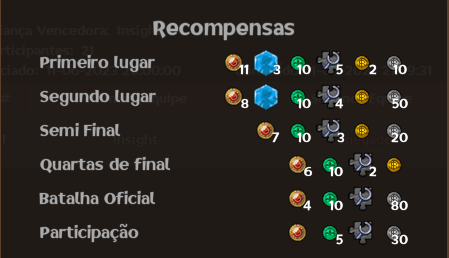 Recompensas
Primeiro lugar 11 3 10 5 2 10
Segundo lugar 8 10 4 50
Semi Final 7 10 3 20
Quartas de final 6 10 2
Batalha Oficial 4 10 80
Participação 5 30